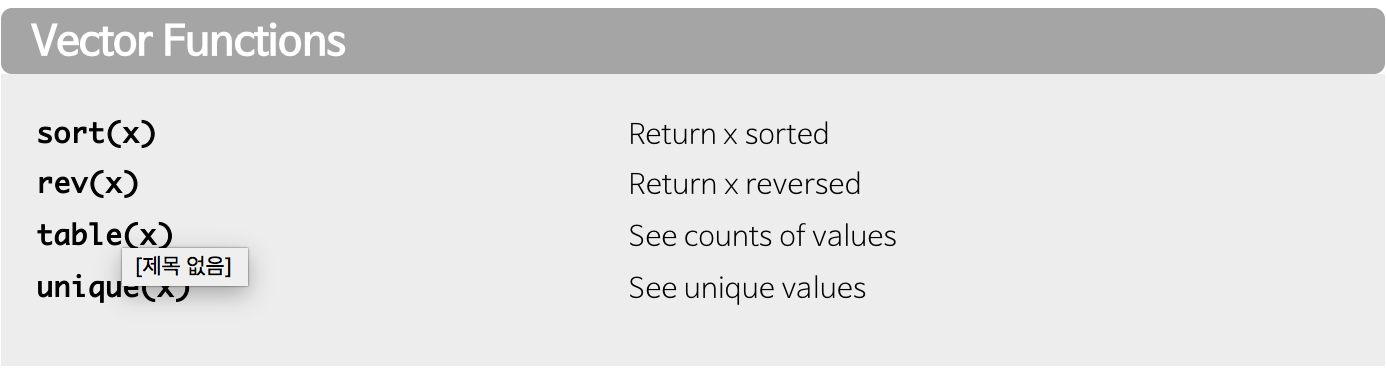 Vector Functions
sort(x) Return x sorted
rev(x) Return x reversed
table(x) See counts of values
[제목 없음]
unique(x) See unique values